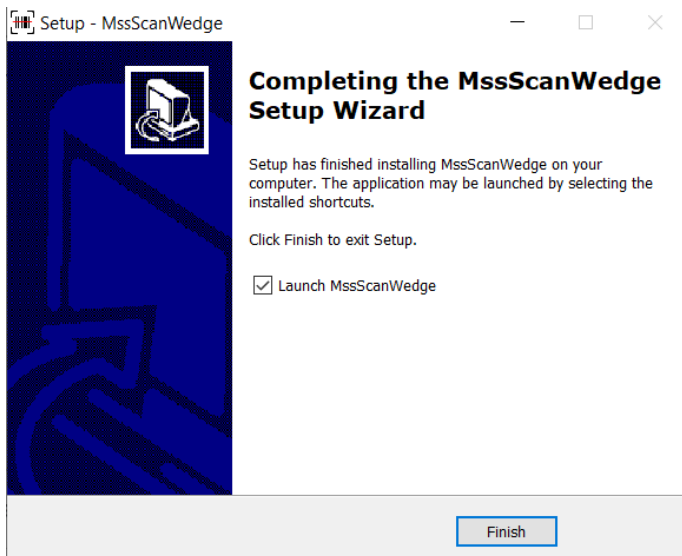 Setup - MssScanWedge
Completing the MssScanWedge
Setup Wizard
Setup has finished installing MssScanWedge on your
computer. The application may be launched by selecting the
installed shortcuts.
Click Finish to exit Setup.
Launch MssScanWedge
Finish